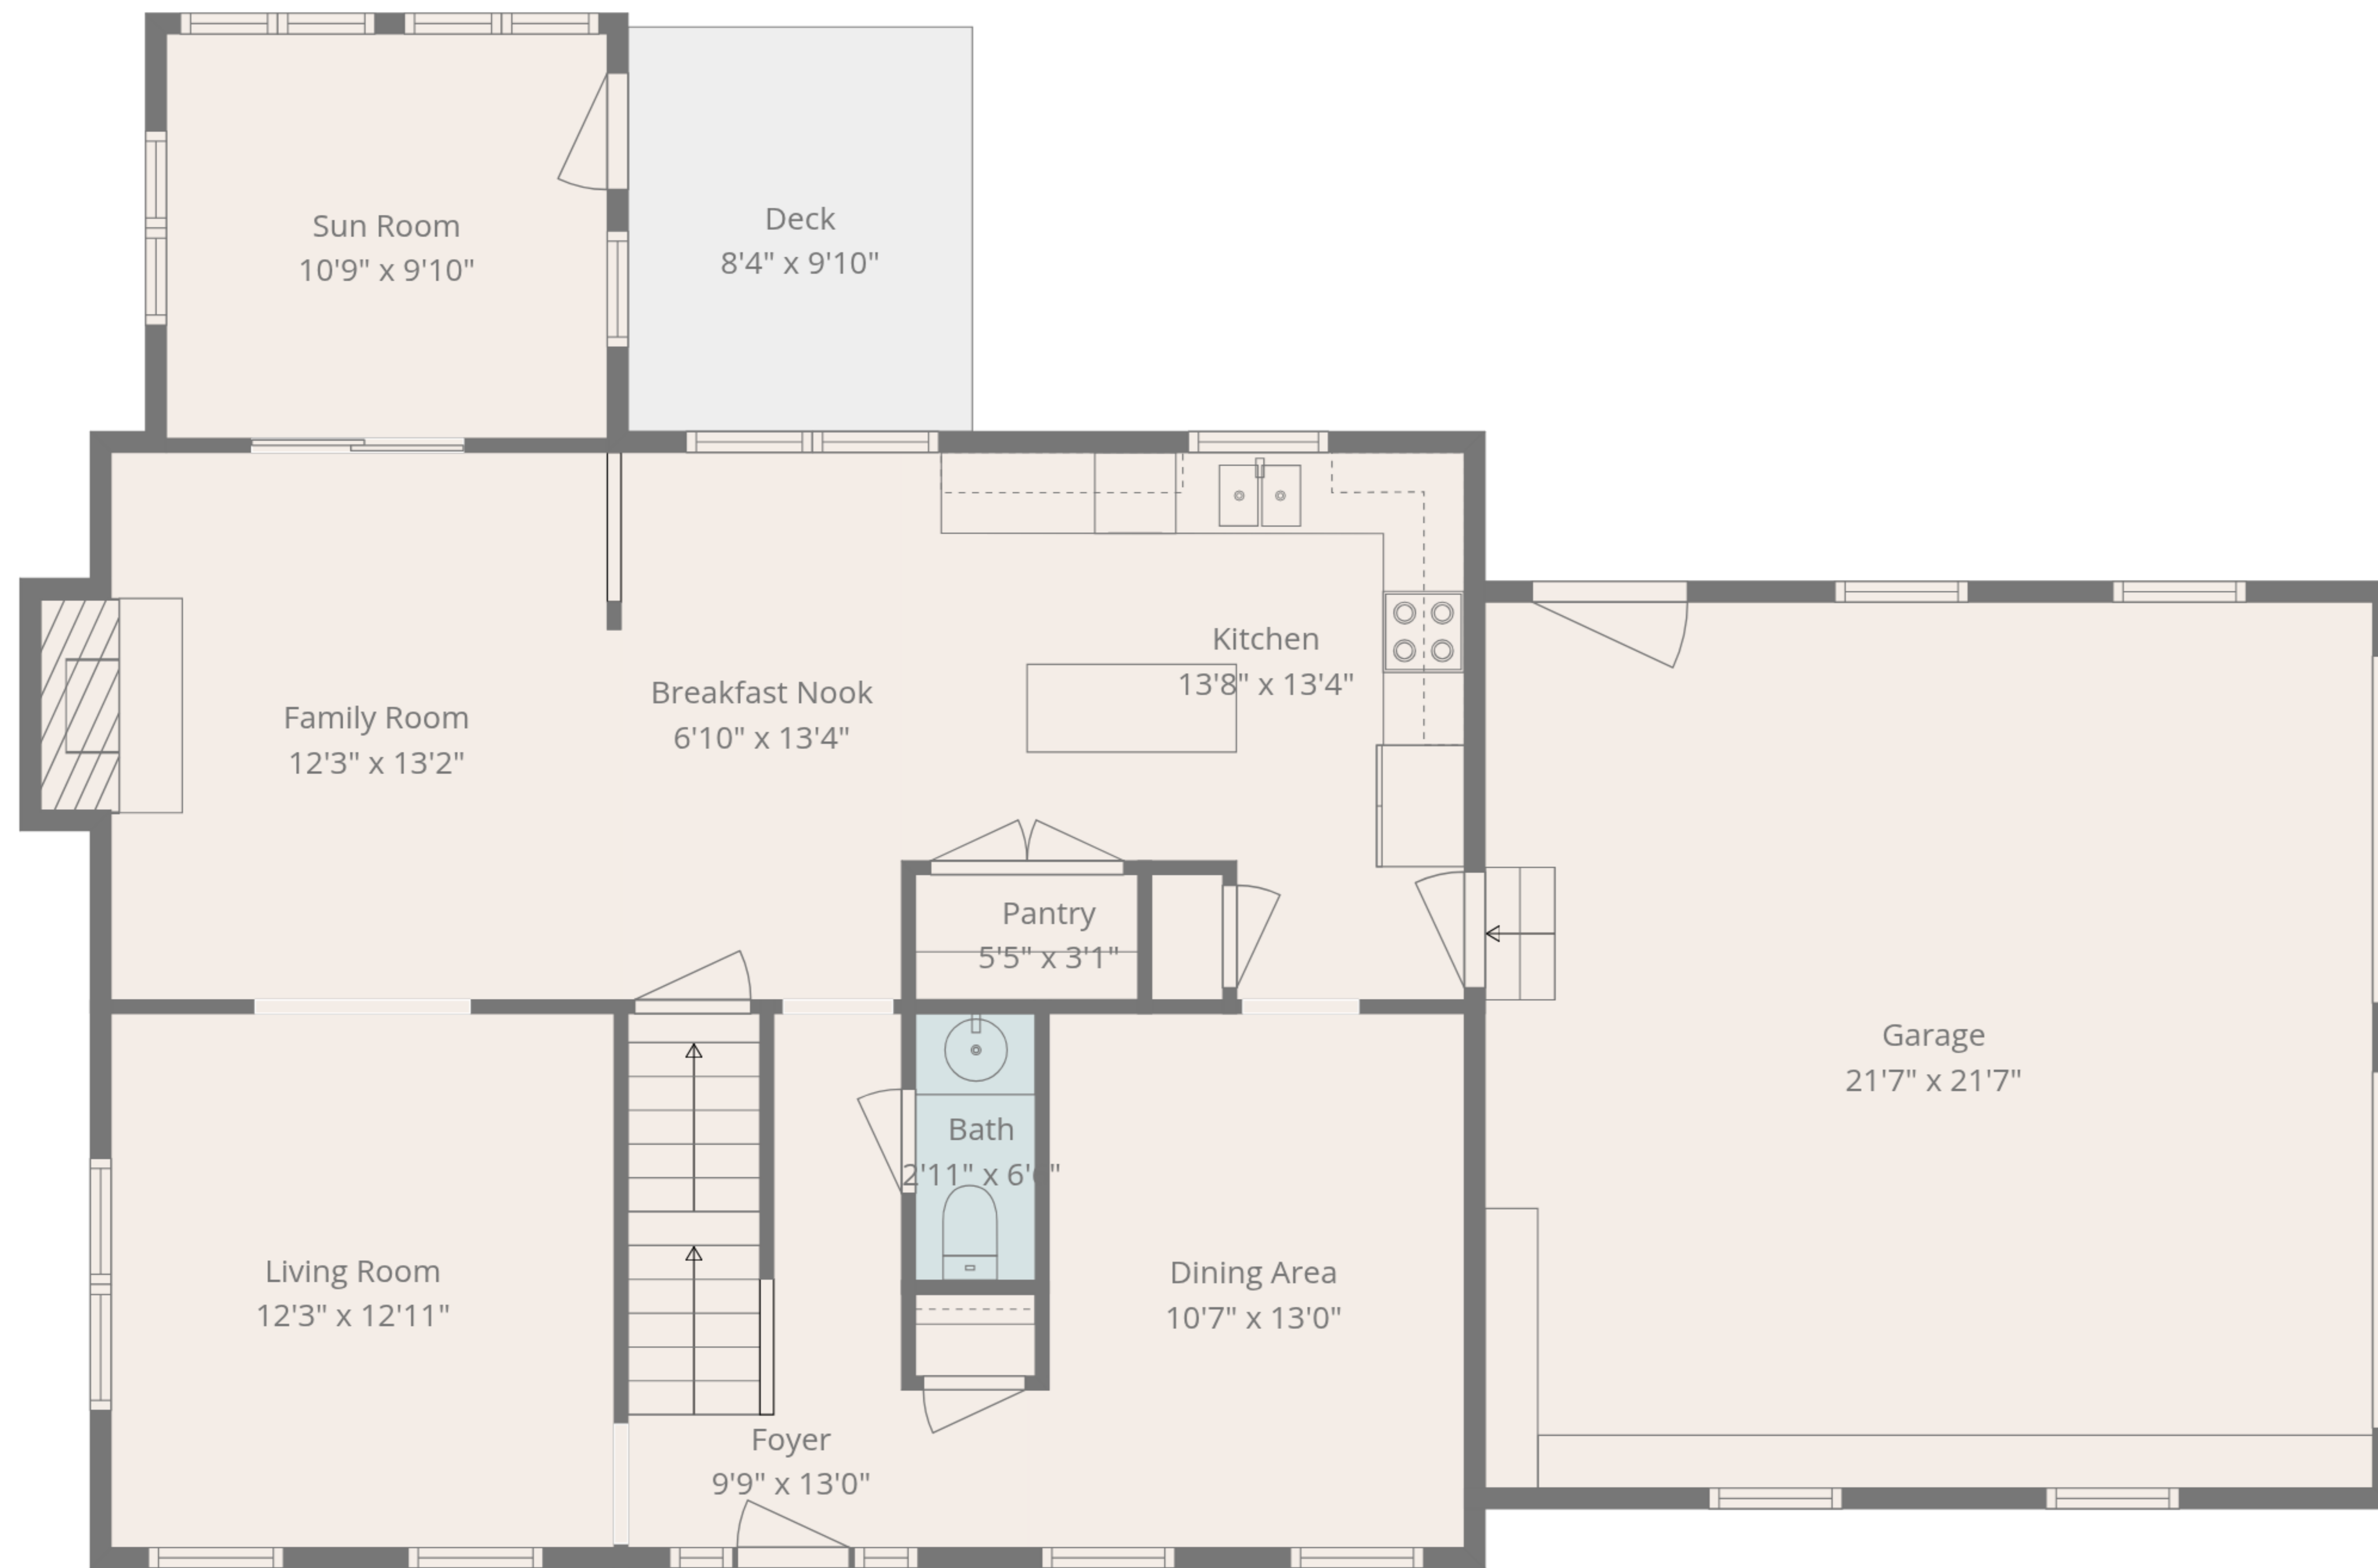 Sun Room
10'9" x 9'10"
Deck
8'4" x 9'10"
Kitchen
13'8" x 13'4"
Breakfast Nook
6'10" x 13'4"
Family Room
12'3" x 13'2"
Pantry
5'5" x 3'1"
Garage
21'7" x 21'7"
Bath
2'11" x
Living Room
12'3" x 12'11"
Dining Area
10'7" x 13'0"
Foyer
9'9" x 13'0"